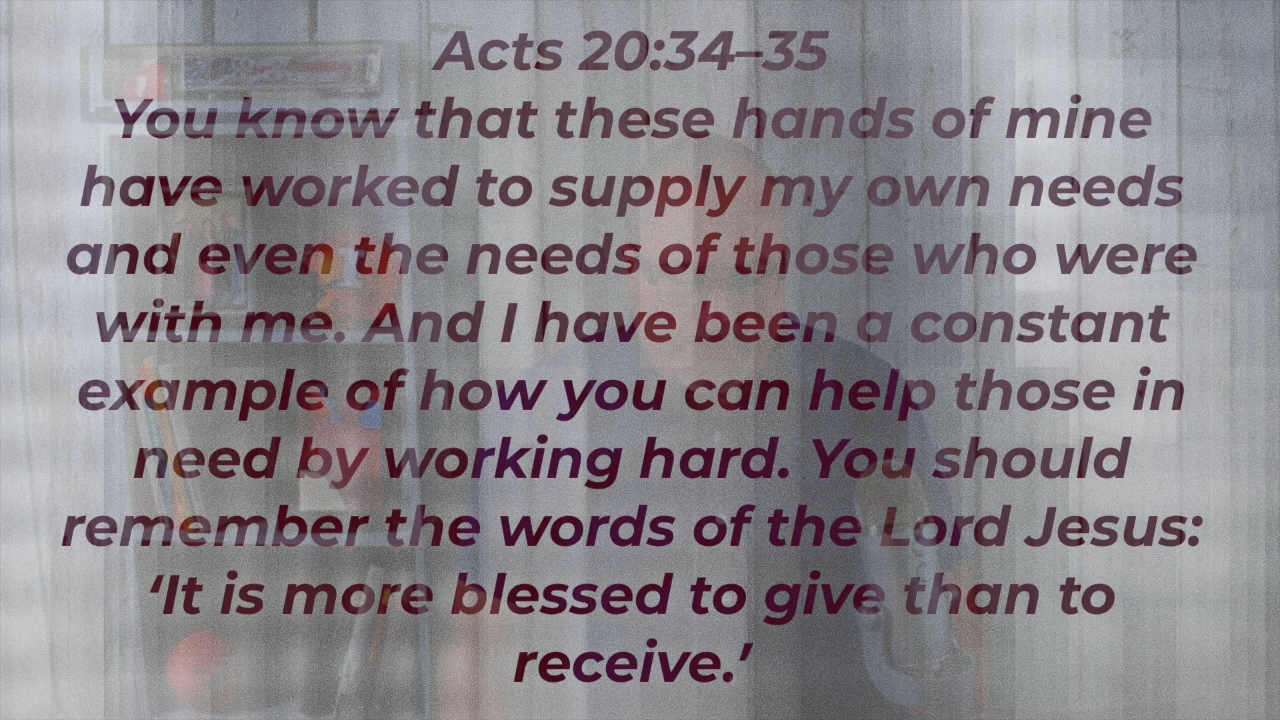 Acts 20:34–35
You know that these hands of mine
have worked to supply my own needs
and even the needs of those who were
with me. And I have been a constant
example of how you can help those in
need by working hard. You should
remember the words of the Lord Jesus:
‘It is more blessed to give than to
receive.’